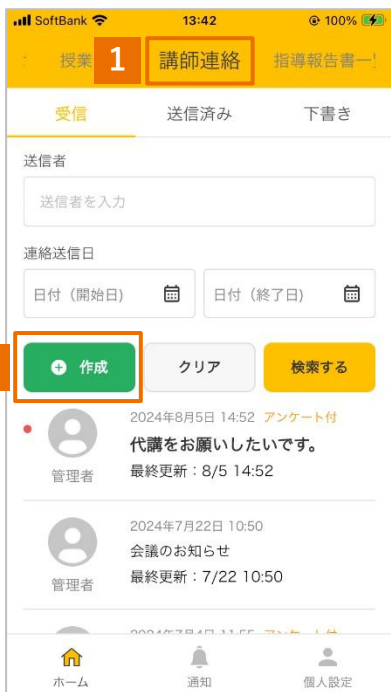 SoftBank 13:42 100%
授業 1 講師連絡 指導報告書一
受信 送信済み 下書き
送信者
送信者を入力
連絡送信日
日付（開始日) 日付（終了日）
作成 クリア 検索する
2024年8月5日 14:52 アンケート付
代講をお願いしたいです。
管理者 最終更新：8/5 14:52
2024年7月22日 10:50
会議のお知らせ
管理者 最終更新：7/22 10:50
ホーム 通知 個人設定